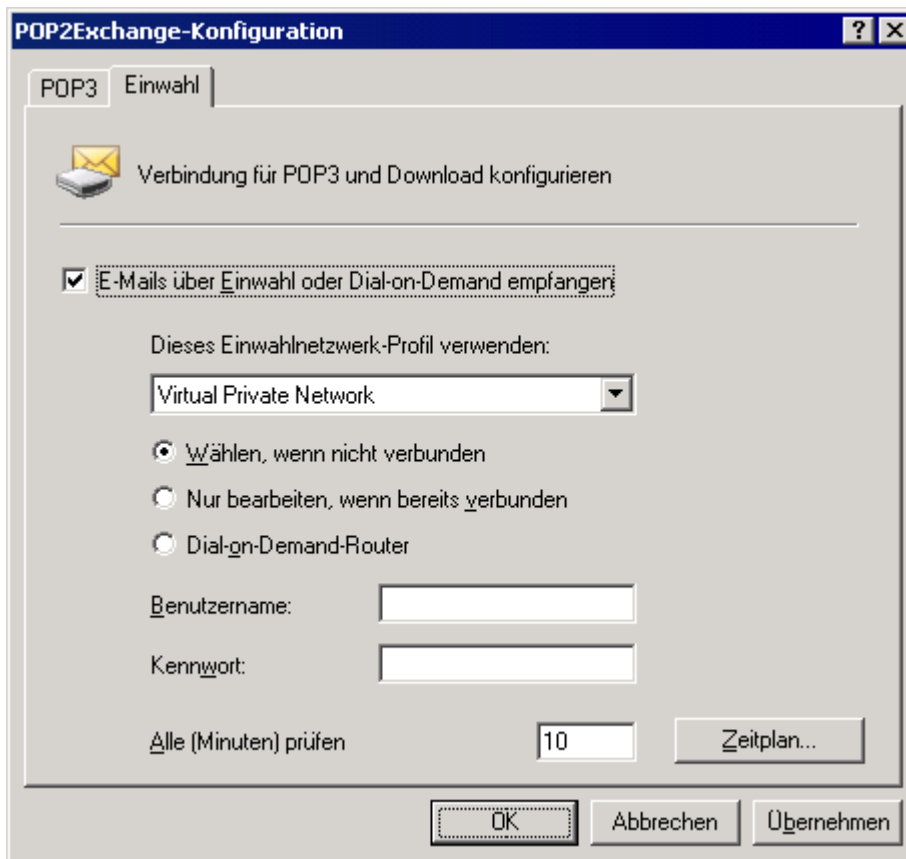 POP2Exchange-Konfiguration
POP3 Einwahl
Verbindung für POP3 und Download konfigurieren
E-Mails über Einwahl oder Dial-on-Demand empfangen
Dieses Einwahlnetzwerk-Profil verwenden:
Virtual Private Network
Wählen, wenn nicht verbunden
Nur bearbeiten, wenn bereits verbunden
Dial-on-Demand-Router
Benutzername:
Kennwort:
Alle (Minuten) prüfen 10 Zeitplan...
OK Abbrechen Übernehmen